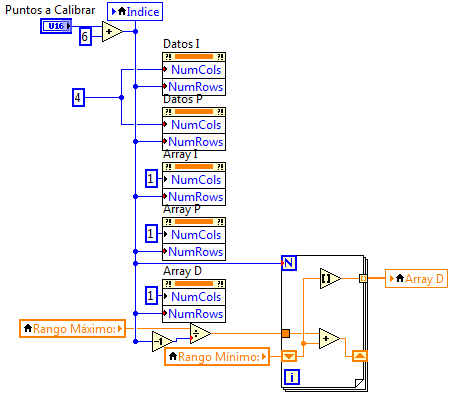 Puntos a Calibrar
Indice
U16
6
+
Datos I
NumCols
NumRows
4
Datos P
NumCols
NumRows
Array I
1
NumCols
NumRows
Array P
1
NumCols
NumRows
N
Array D
1
NumCols
NumRows
Array D
Rango Máximo:
÷
-1
Rango Mínimo:
+
i